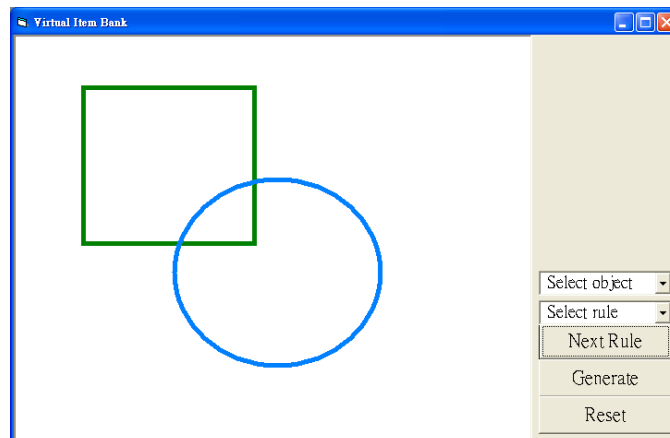 Virtual Item Bank
Select object
Select rule
Next Rule
Generate
Reset